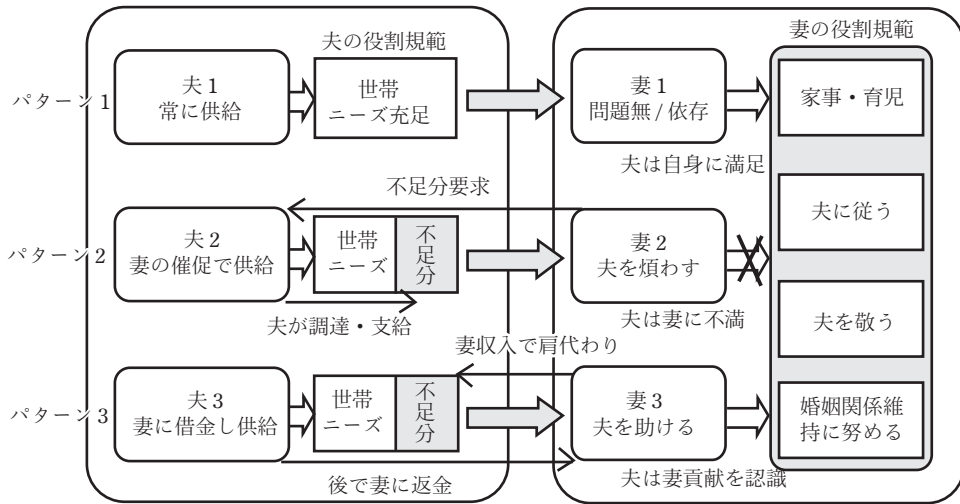 夫の役割規範
妻の役割規範
パターン 1
夫 1
常に供給
世帯
ニーズ充足
妻 1
問題無 / 依存
家事・育児
夫は自身に満足
不足分要求
パターン 2
夫 2
妻の催促で供給
世帯
ニーズ
不足分
妻 2
夫を煩わす
夫に従う
夫が調達・支給
夫は妻に不満
夫を敬う
妻収入で肩代わり
パターン 3
夫 3
妻に借金し供給
世帯
ニーズ
不足分
妻 3
夫を助ける
婚姻関係維
持に努める
後で妻に返金
夫は妻貢献を認識